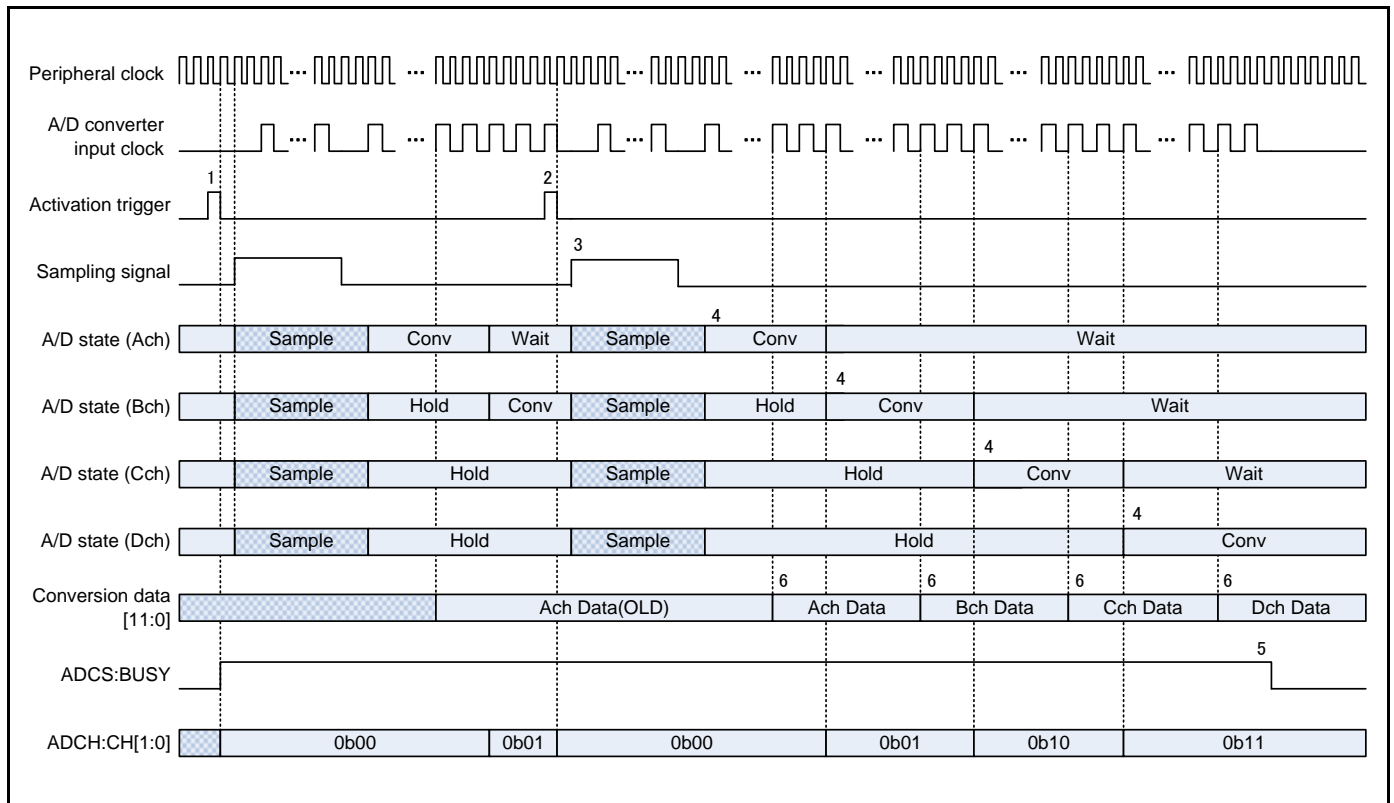 Peripheral clock ... ... ... ... ... ... ...
A/D converter
input clock ... ... ... ... ... ... ...
1 2
Activation trigger
3
Sampling signal
4
A/D state (Ach) Sample Conv Wait Sample Conv Wait
4
A/D state (Bch) Sample Hold Conv Sample Hold Conv Wait
4
A/D state (Cch) Sample Hold Sample Hold Conv Wait
4
A/D state (Dch) Sample Hold Sample Hold Conv
6 6 6 6
Conversion data
[11:0] Ach Data(OLD) Ach Data Bch Data Cch Data Dch Data
5
ADCS:BUSY
ADCH:CH[1:0] 0b00 0b01 0b00 0b01 0b10 0b11